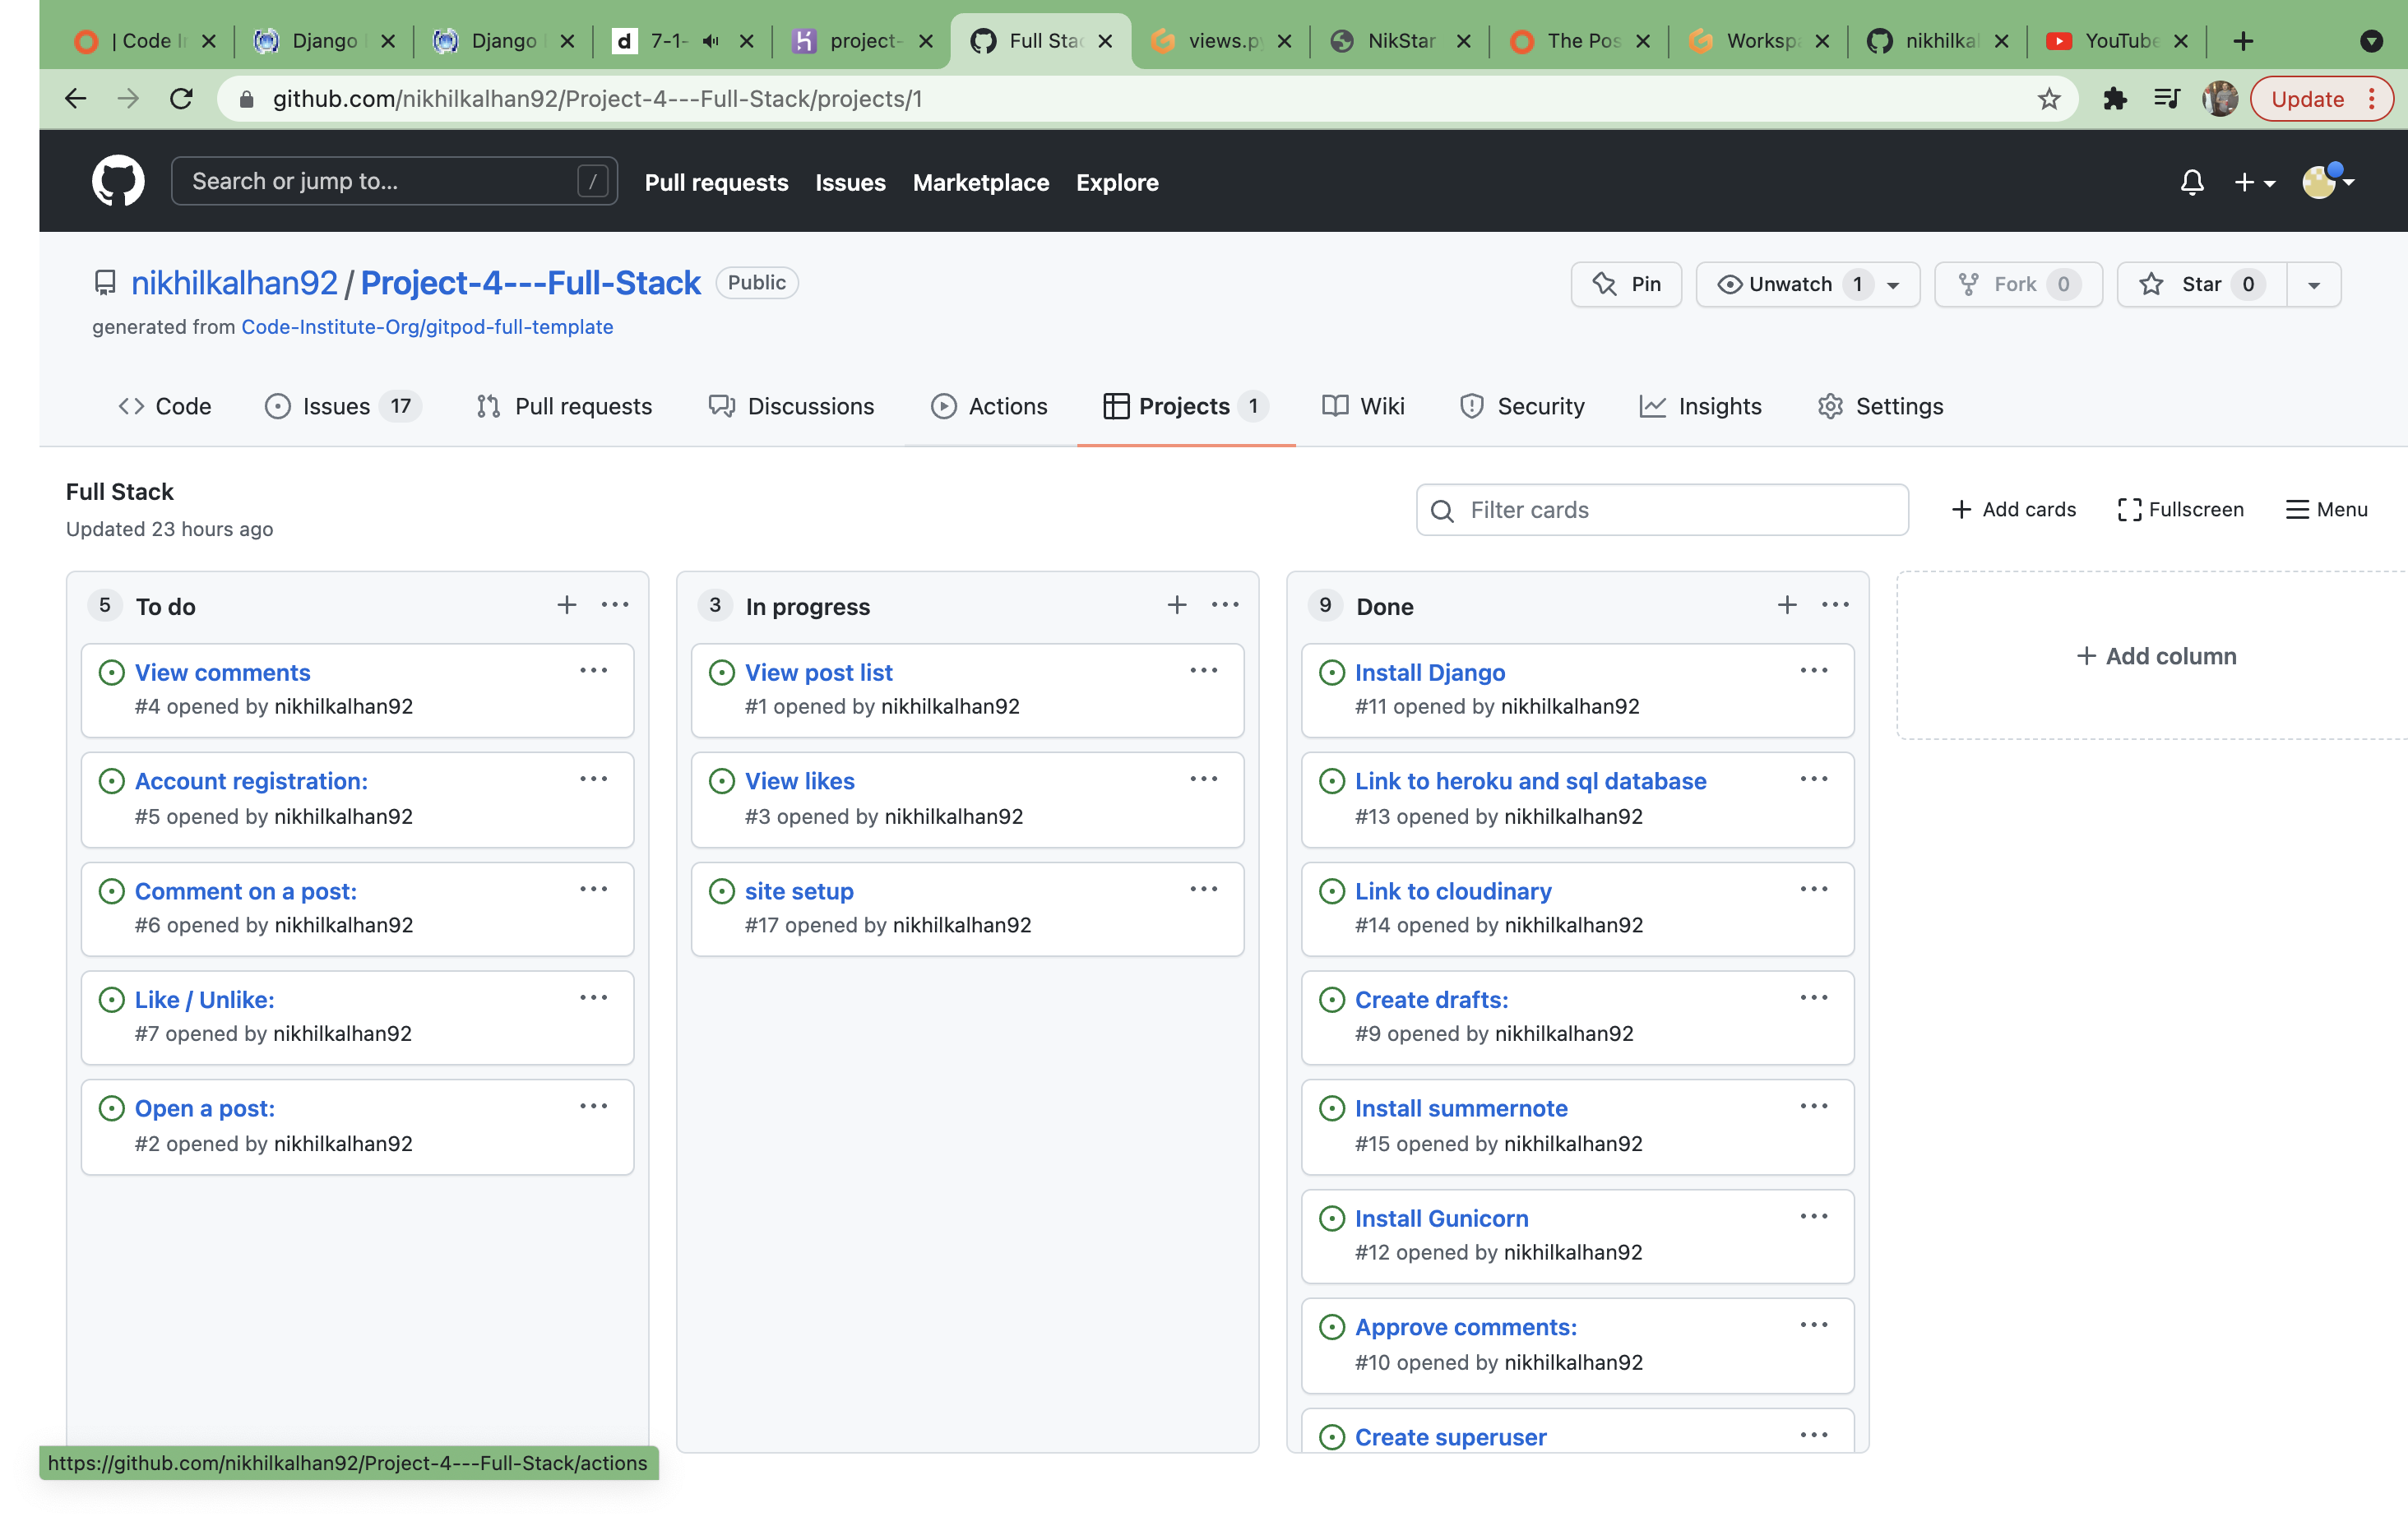 | Code
Django
Django
7-1-
project-
Full Stac
views.py
NikStar
The Pos
Worksp
nikhilkal
YouTube
github.com/nikhilkalhan92/Project-4---Full-Stack/projects/1
Update
Search or jump to...
/
Pull requests
Issues
Marketplace
Explore
nikhilkalhan92 / Project-4---Full-Stack
Public
generated from Code-Institute-Org/gitpod-full-template
Pin
Unwatch 1
Fork 0
Star 0
Code
Issues 17
Pull requests
Discussions
Actions
Projects 1
Wiki
Security
Insights
Settings
Full Stack
Updated 23 hours ago
Filter cards
Add cards
Fullscreen
Menu
5 To do
View comments
#4 opened by nikhilkalhan92
Account registration:
#5 opened by nikhilkalhan92
Comment on a post:
#6 opened by nikhilkalhan92
Like / Unlike:
#7 opened by nikhilkalhan92
Open a post:
#2 opened by nikhilkalhan92
3 In progress
View post list
#1 opened by nikhilkalhan92
View likes
#3 opened by nikhilkalhan92
site setup
#17 opened by nikhilkalhan92
9 Done
Install Django
#11 opened by nikhilkalhan92
Link to heroku and sql database
#13 opened by nikhilkalhan92
Link to cloudinary
#14 opened by nikhilkalhan92
Create drafts:
#9 opened by nikhilkalhan92
Install summernote
#15 opened by nikhilkalhan92
Install Gunicorn
#12 opened by nikhilkalhan92
Approve comments:
#10 opened by nikhilkalhan92
Create superuser
Add column
https://github.com/nikhilkalhan92/Project-4---Full-Stack/actions